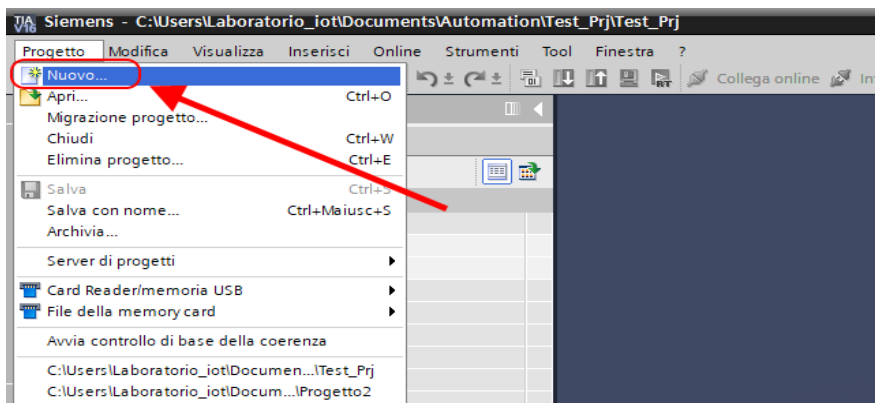 TIA V16 Siemens - C:\Users\Laboratorio_iot\Documents\Automation\Test_Prj\Test_Prj
Progetto Modifica Visualizza Inserisci Online Strumenti Tool Finestra ?
Nuovo...
Collega online
Apri... Ctrl+O
Migrazione progetto...
Chiudi Ctrl+W
Elimina progetto... Ctrl+E
Salva Ctrl+S
Salva con nome... Ctrl+Maiusc+S
Archivia...
Server di progetti
Card Reader/memoria USB
File della memory card
Avvia controllo di base della coerenza
C:\Users\Laboratorio_iot\Documen...\Test_Prj
C:\Users\Laboratorio_iot\Docum...\Progetto2